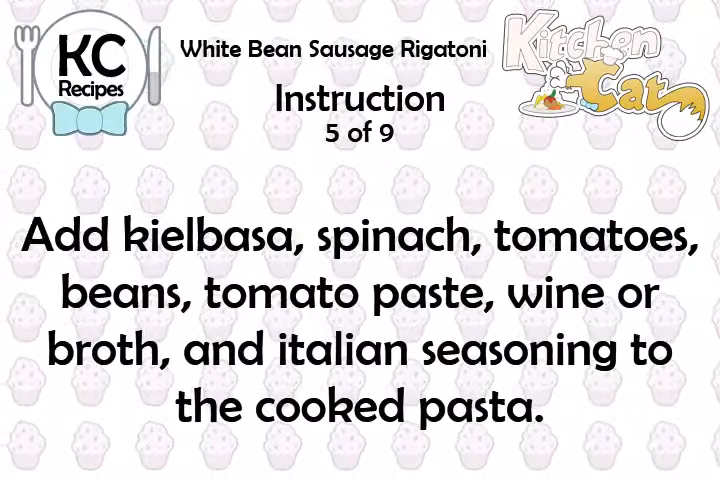 KC
Recipes
White Bean Sausage Rigatoni
Instruction
5 of 9
Kitchen
Cat
Add kielbasa, spinach, tomatoes,
beans, tomato paste, wine or
broth, and italian seasoning to
the cooked pasta.